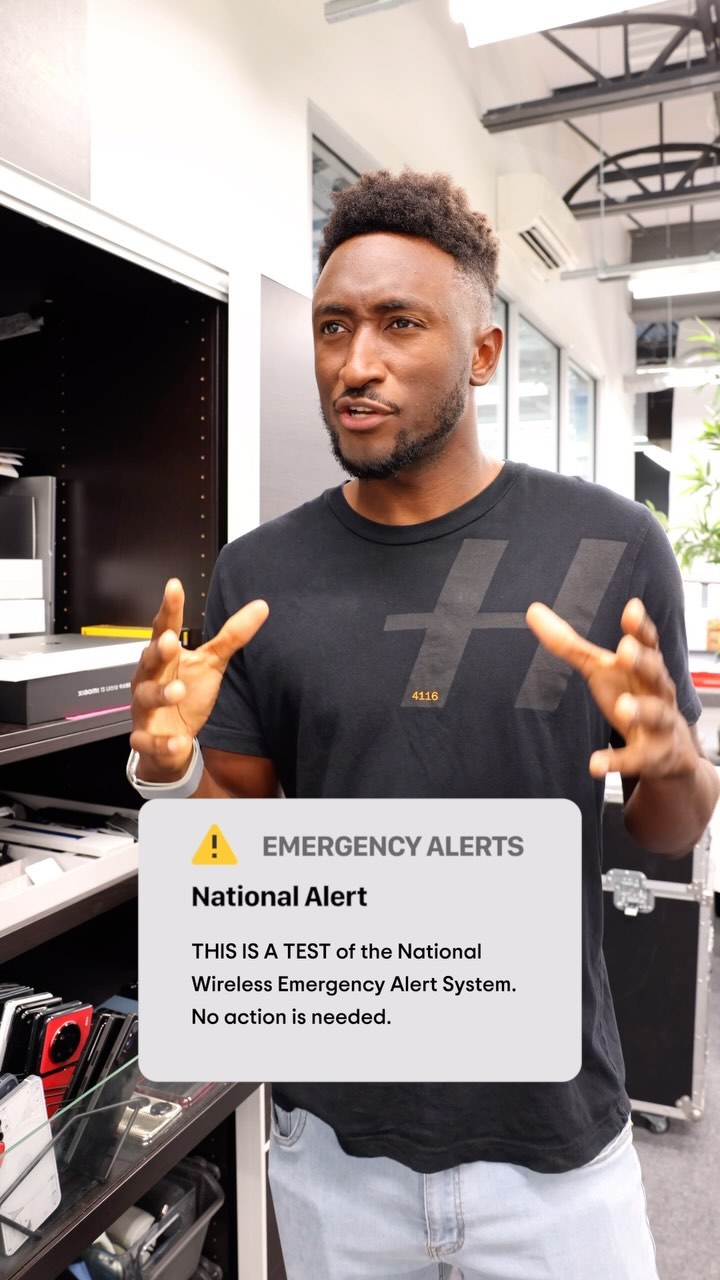 H
4116
EMERGENCY ALERTS
National Alert
THIS IS A TEST of the National
Wireless Emergency Alert System.
No action is needed.